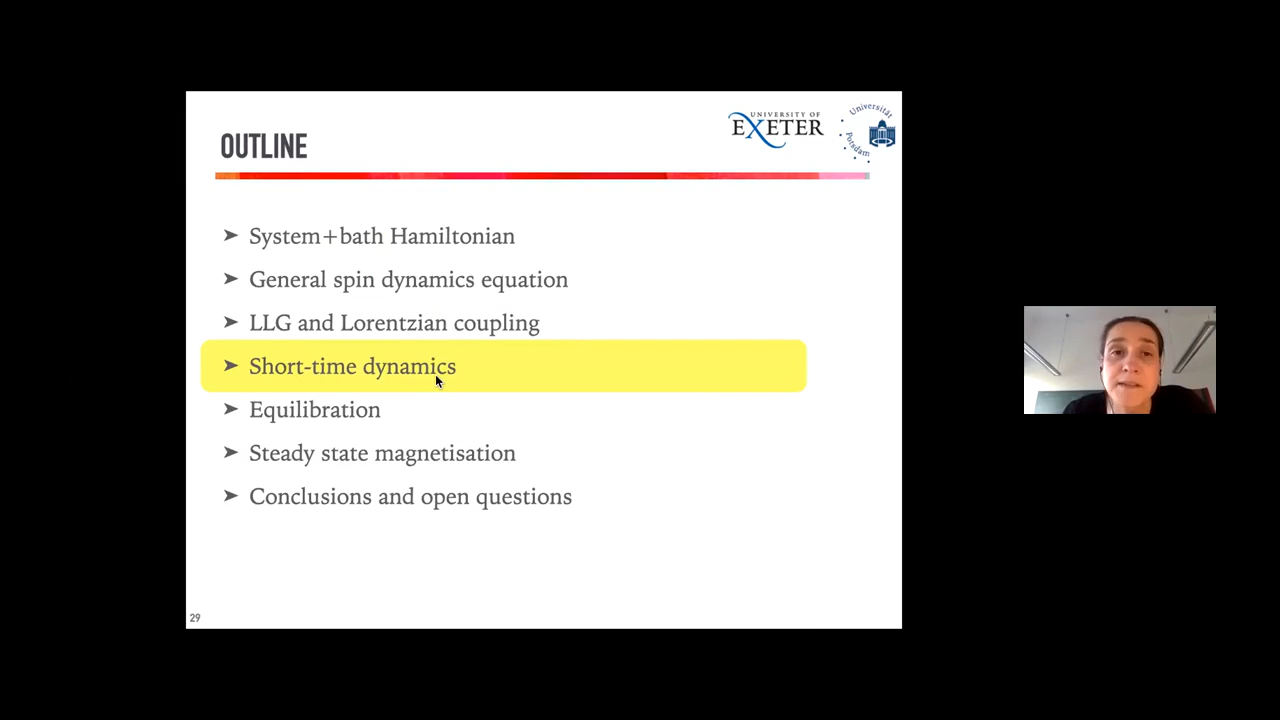 UNIVERSITY OF
EXETER
Universität
Potsdam
OUTLINE
➤ System+bath Hamiltonian
➤ General spin dynamics equation
➤ LLG and Lorentzian coupling
➤ Short-time dynamics
➤ Equilibration
➤ Steady state magnetisation
➤ Conclusions and open questions
29